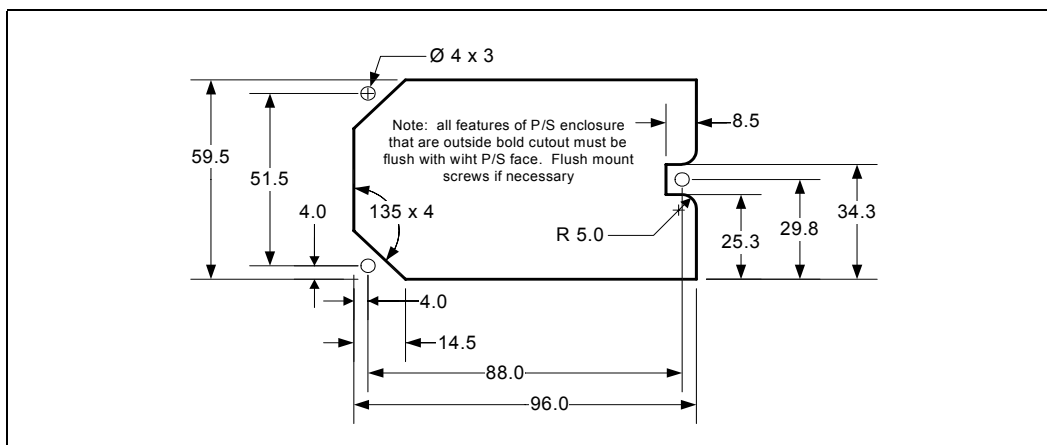 Ø 4 x 3
Note: all features of P/S enclosure
that are outside bold cutout must be
flush with wiht P/S face. Flush mount
screws if necessary
8.5
59.5
51.5
4.0
135 x 4
R 5.0
25.3
29.8
34.3
4.0
14.5
88.0
96.0